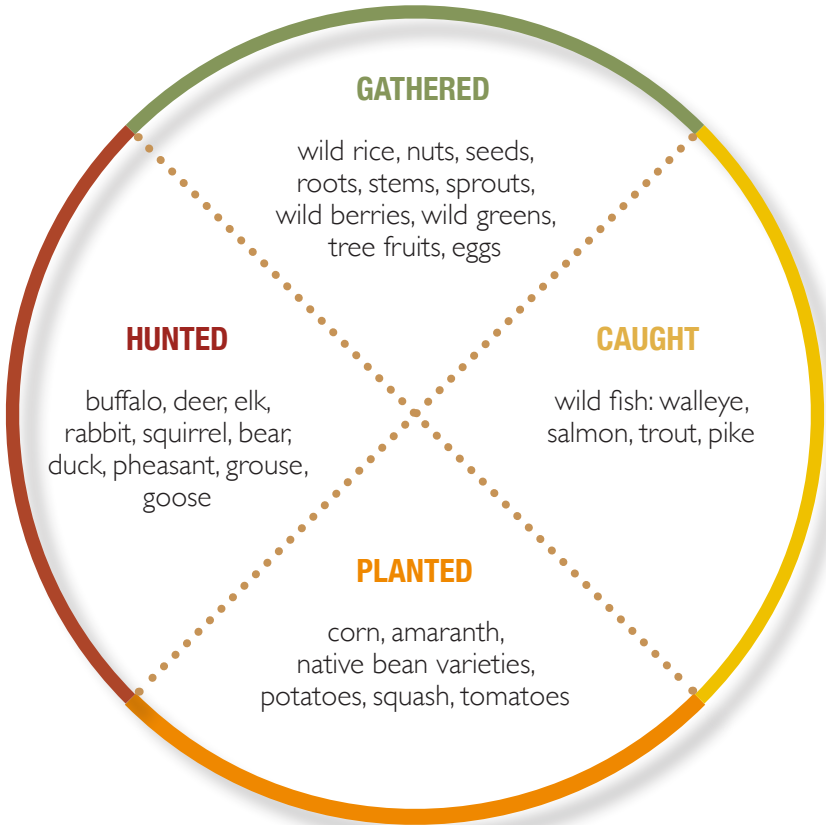 GATHERED
wild rice, nuts, seeds,
roots, stems, sprouts,
wild berries, wild greens,
tree fruits, eggs
HUNTED
buffalo, deer, elk,
rabbit, squirrel, bear,
duck, pheasant, grouse,
goose
CAUGHT
wild fish: walleye,
salmon, trout, pike
PLANTED
corn, amaranth,
native bean varieties,
potatoes, squash, tomatoes